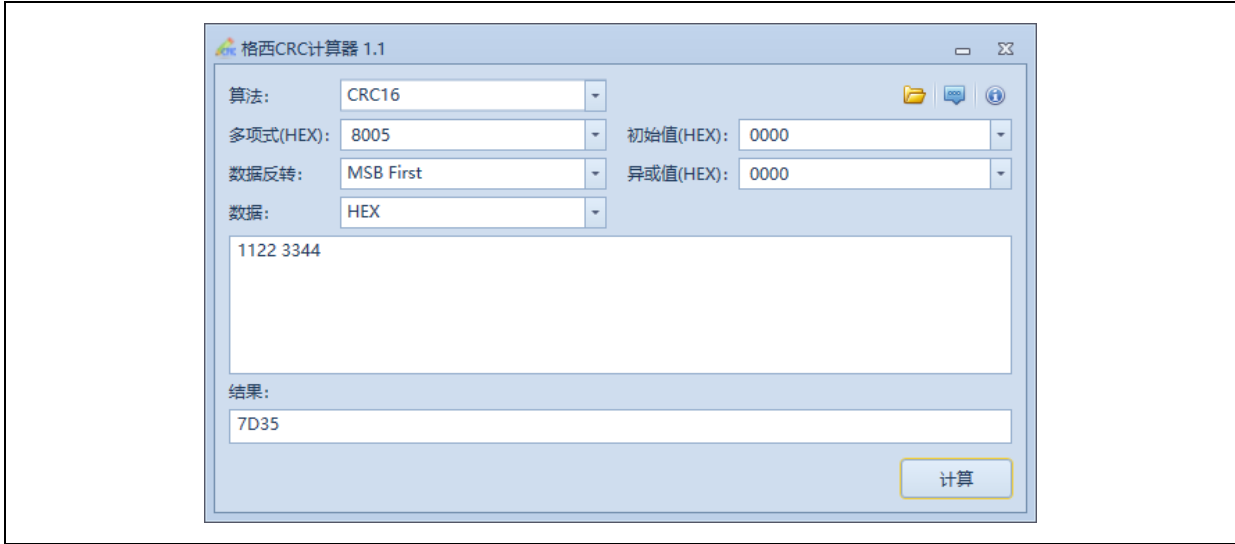 格西CRC计算器 1.1
算法: CRC16
多项式(HEX): 8005 初始值(HEX): 0000
数据反转: MSB First 异或值(HEX): 0000
数据: HEX
1122 3344
结果:
7D35
计算